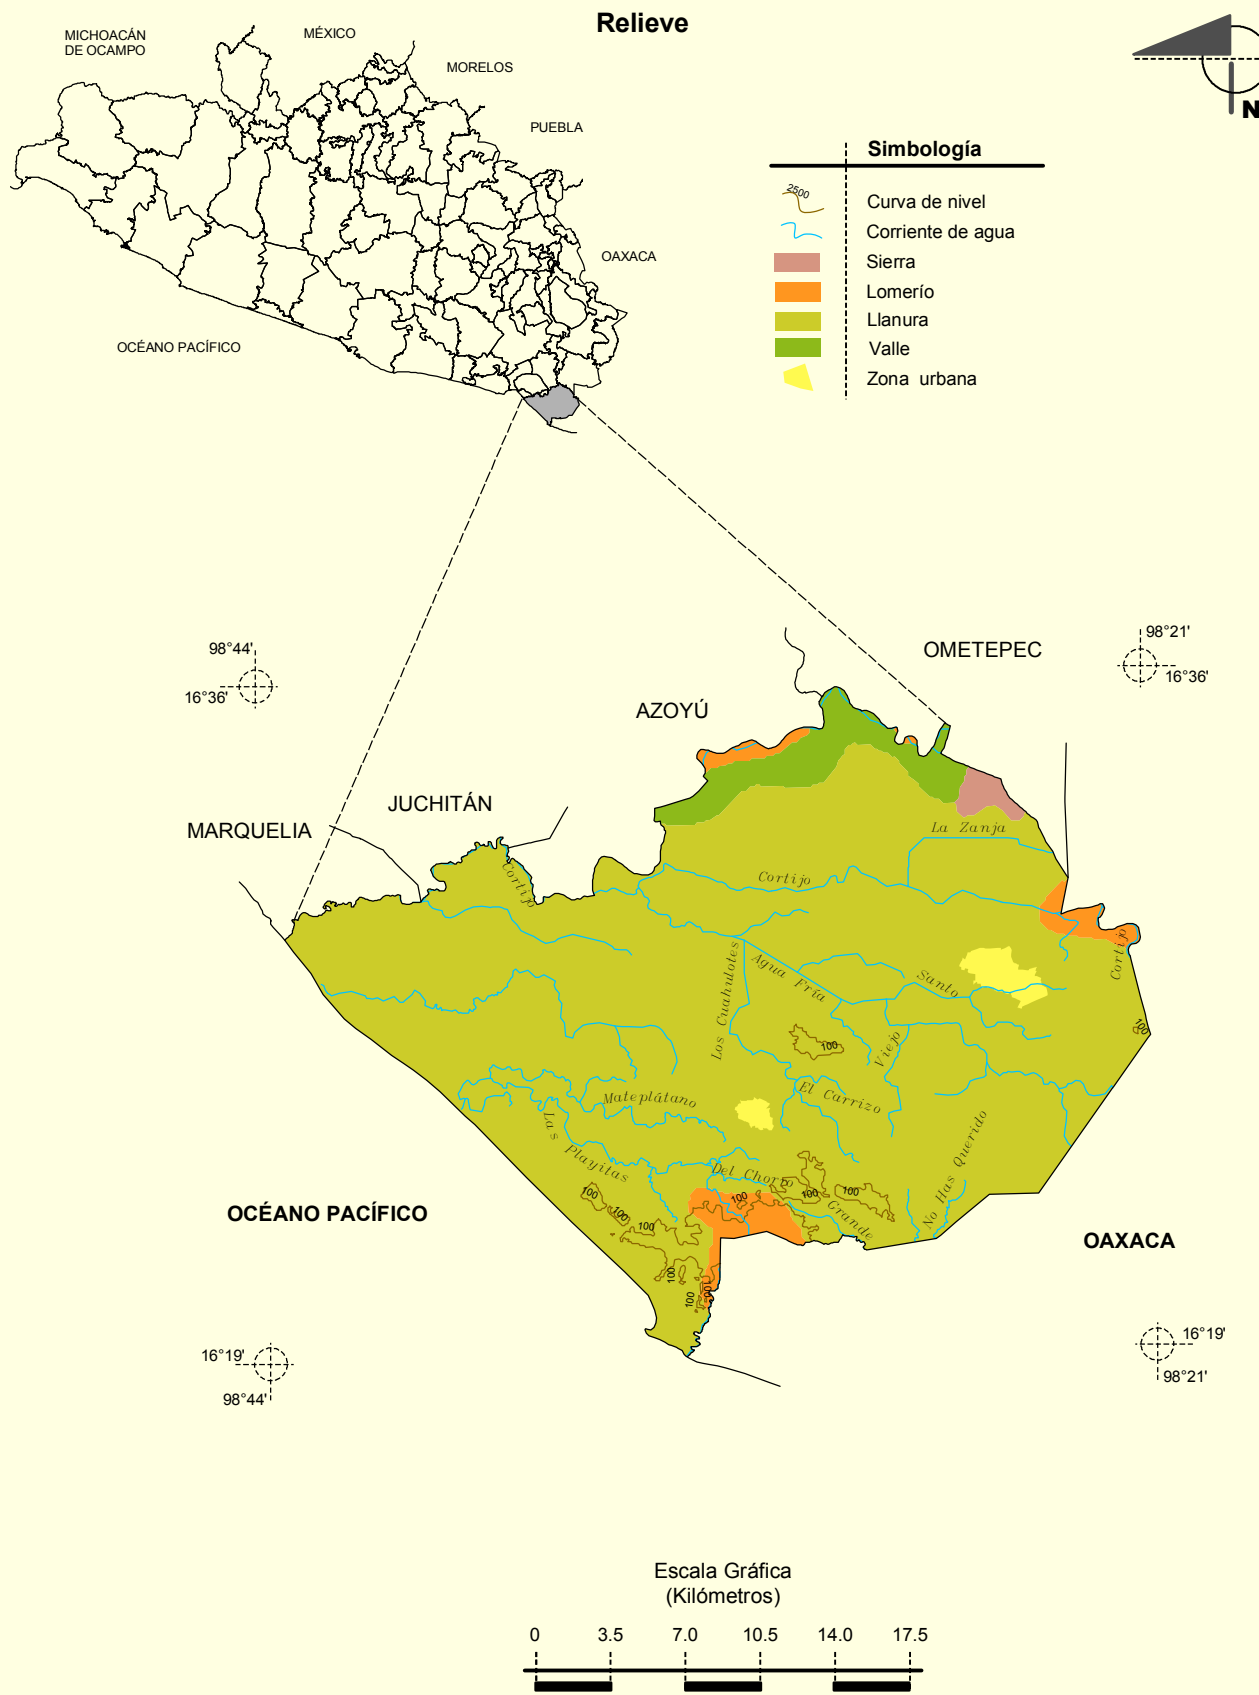 Relieve
MICHOACÁN
DE OCAMPO
MÉXICO
MORELOS
PUEBLA
OAXACA
OCÉANO PACÍFICO
N
Simbología
2500
Curva de nivel
Corriente de agua
Sierra
Lomerío
Llanura
Valle
Zona urbana
98°44'
16°36'
98°21'
16°36'
OMETEPEC
AZOYÚ
JUCHITÁN
MARQUELIA
La Zanja
Cortijo
Cortijo
Cortijo
Los Cuahulotes
Agua Fría
Santo
Viejo
100
100
El Carrizo
Mateplátano
Las Playitas
Del Chorro
Grande
No Has Querido
100
100
100
100
100
100
100
100
100
OCÉANO PACÍFICO
OAXACA
16°19'
98°44'
16°19'
98°21'
Escala Gráfica
(Kilómetros)
0 3.5 7.0 10.5 14.0 17.5